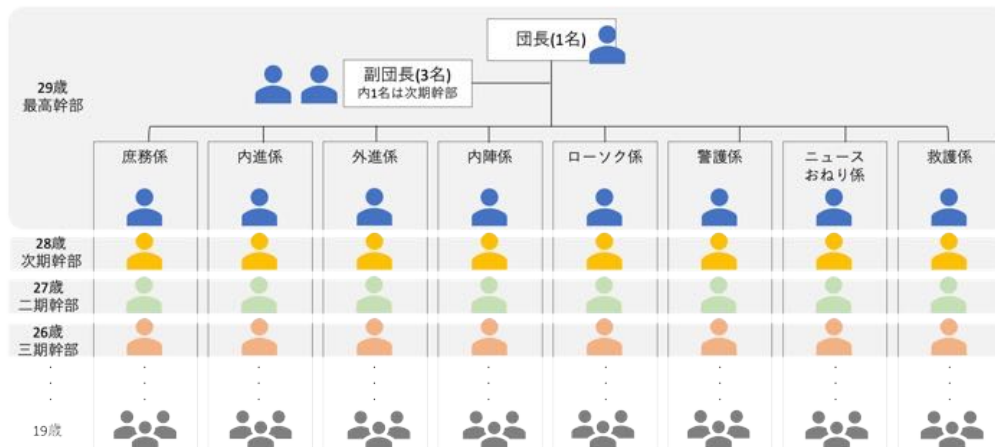 団長(1名)
副団長(3名)
内1名は次期幹部
29歳
最高幹部
庶務係
内進係
外進係
内陣係
ローソク係
警護係
ニュース
おねり係
救護係
28歳
次期幹部
27歳
二期幹部
26歳
三期幹部
19歳